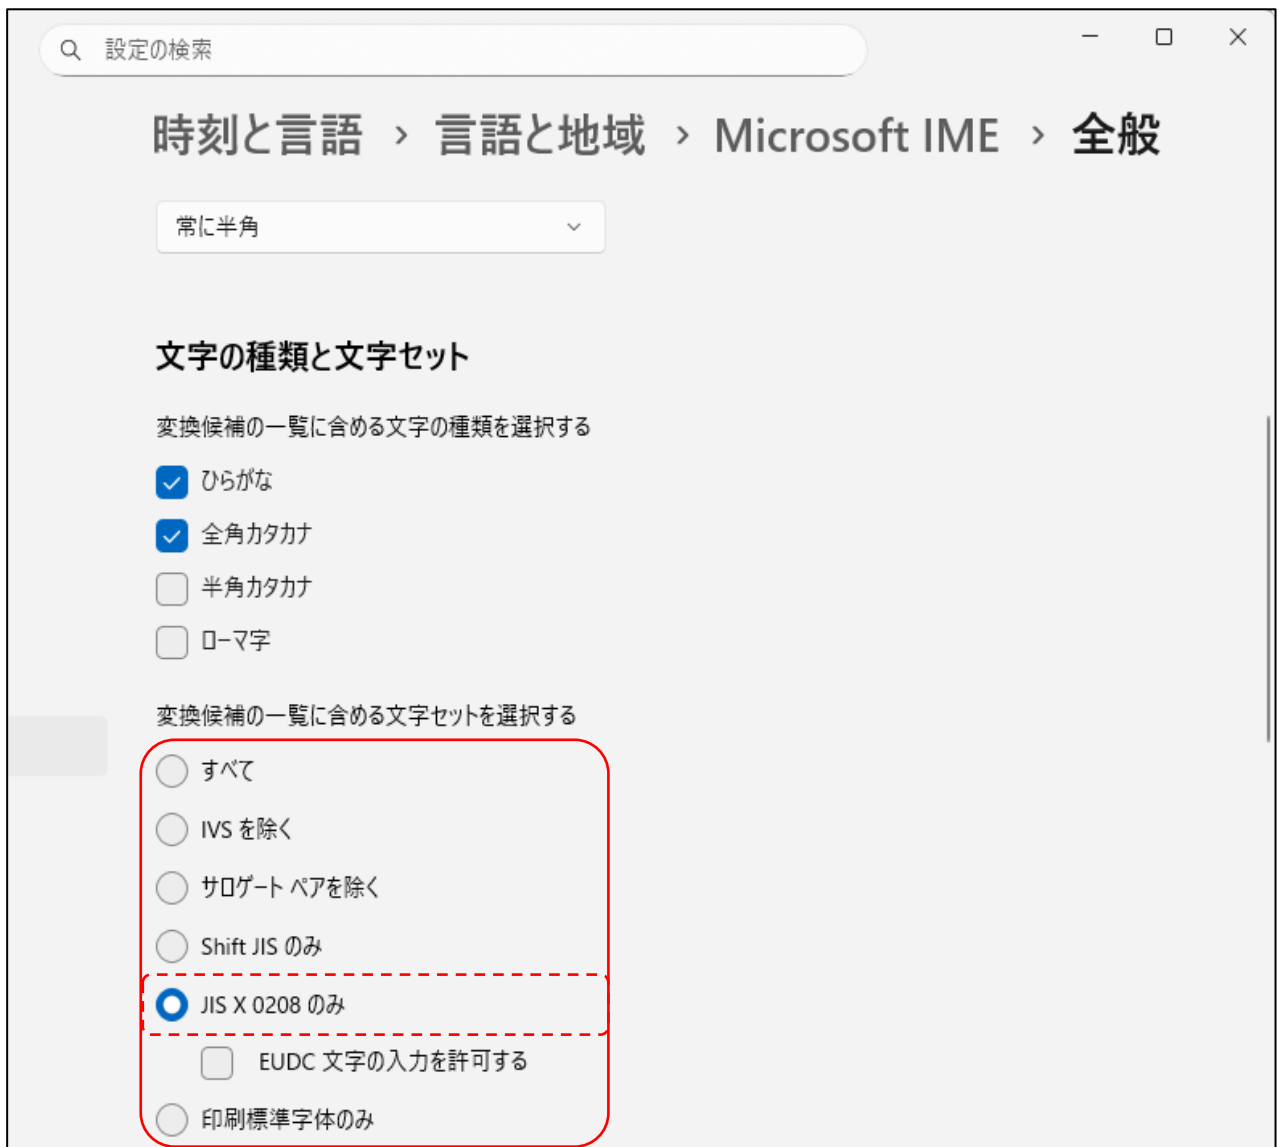 設定の検索
時刻と言語 › 言語と地域 › Microsoft IME › 全般
常に半角
文字の種類と文字セット
変換候補の一覧に含める文字の種類を選択する
ひらがな
全角カタカナ
半角カタカナ
ローマ字
変換候補の一覧に含める文字セットを選択する
すべて
IVS を除く
サロゲート ペアを除く
Shift JIS のみ
JIS X 0208 のみ
EUDC 文字の入力を許可する
印刷標準字体のみ